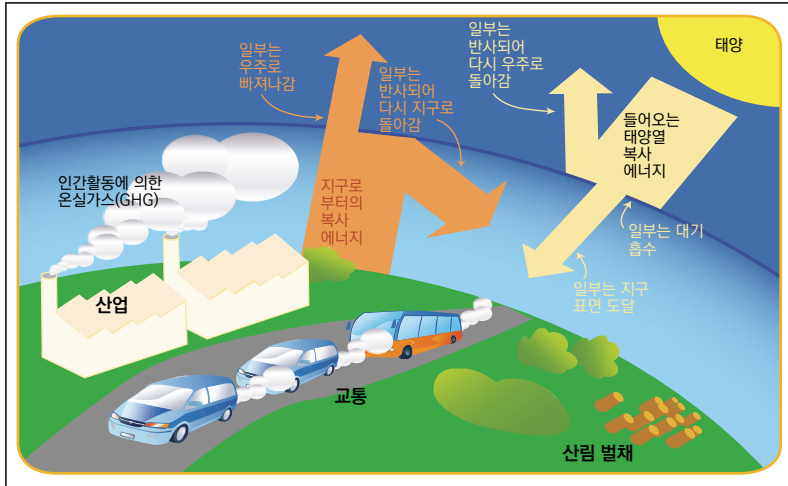 일부는
우주로
빠져나감
일부는
반사되어
다시 지구로
돌아감
일부는
반사되어
다시 우주로
돌아감
태양
들어오는
태양열
복사
에너지
인간활동에 의한
온실가스(GHG)
지구로
부터의
복사
에너지
일부는 대기
흡수
일부는 지구
표면 도달
산업
교통
산림 벌채